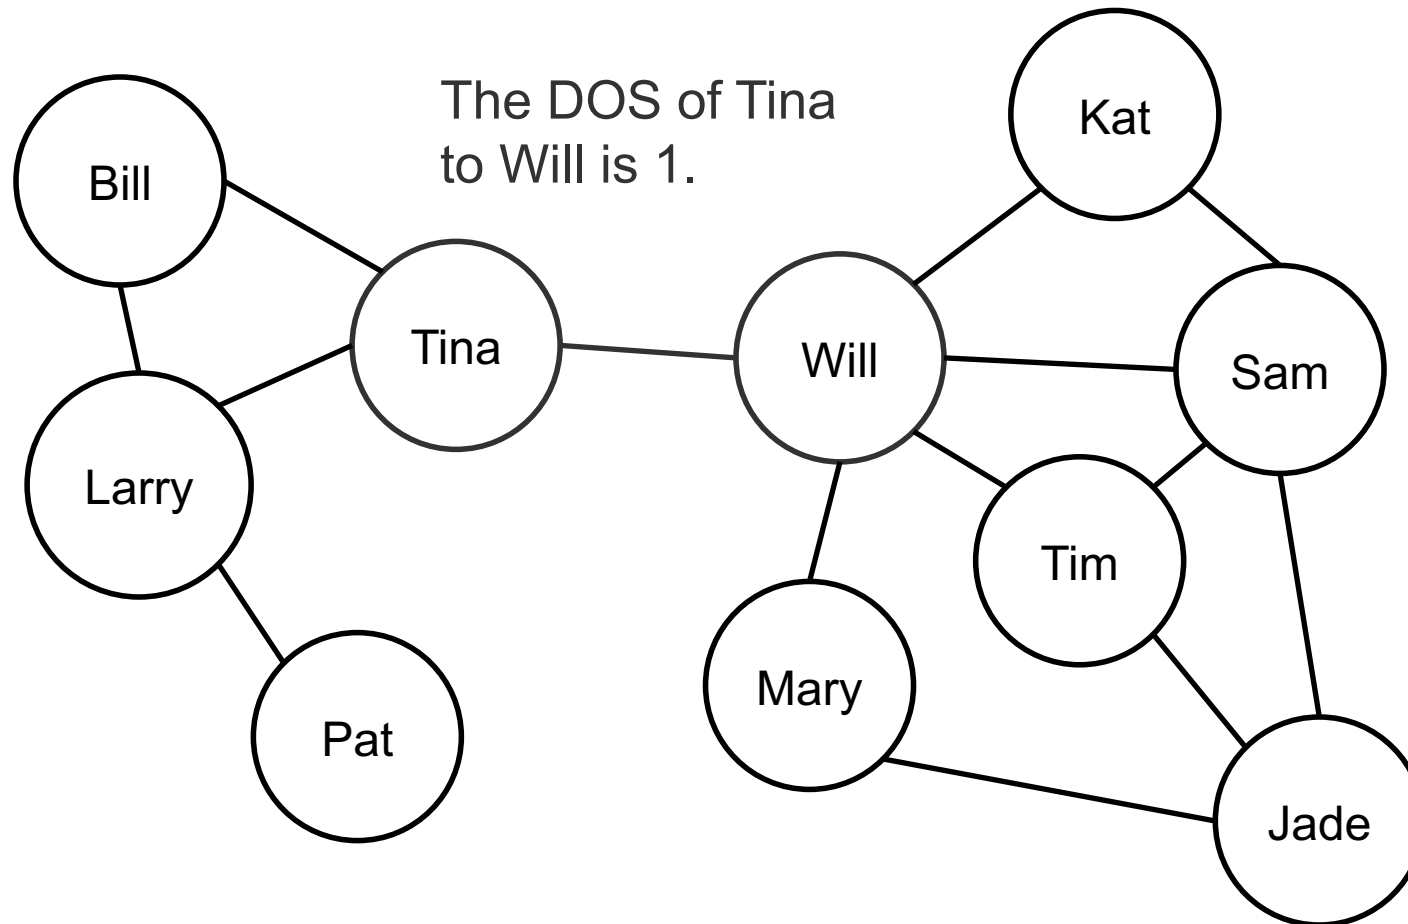 The DOS of Tina
to Will is 1.
Kat
Bill
Tina
Will
Sam
Larry
Tim
Mary
Pat
Jade